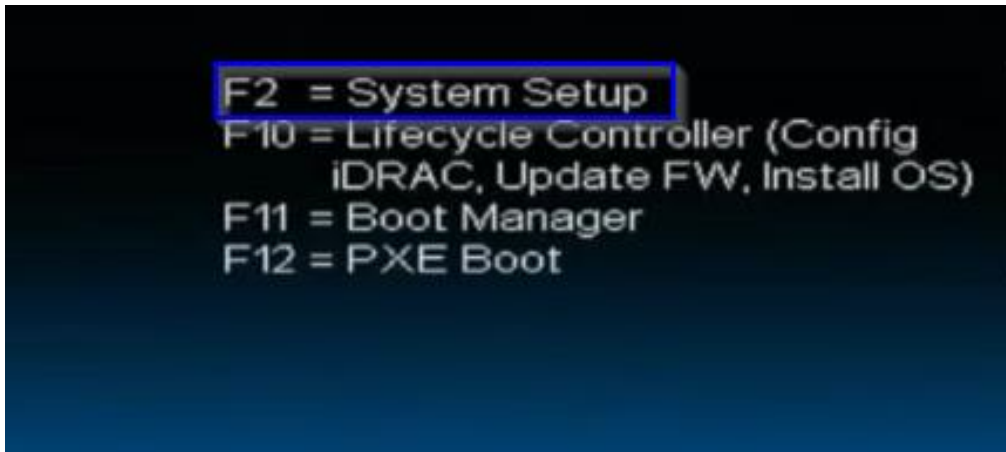 F2 = System Setup
F10 = Lifecycle Controller (Config
iDRAC, Update FW, Install OS)
F11 = Boot Manager
F12 = PXE Boot